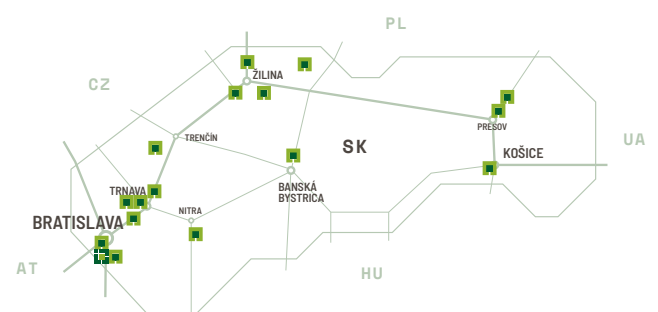 PL
ŽILINA
CZ
PREŠOV
TRENČÍN
UA
SK
KOŠICE
TRNAVA
BANSKÁ
BYSTRICA
NITRA
BRATISLAVA
AT
HU